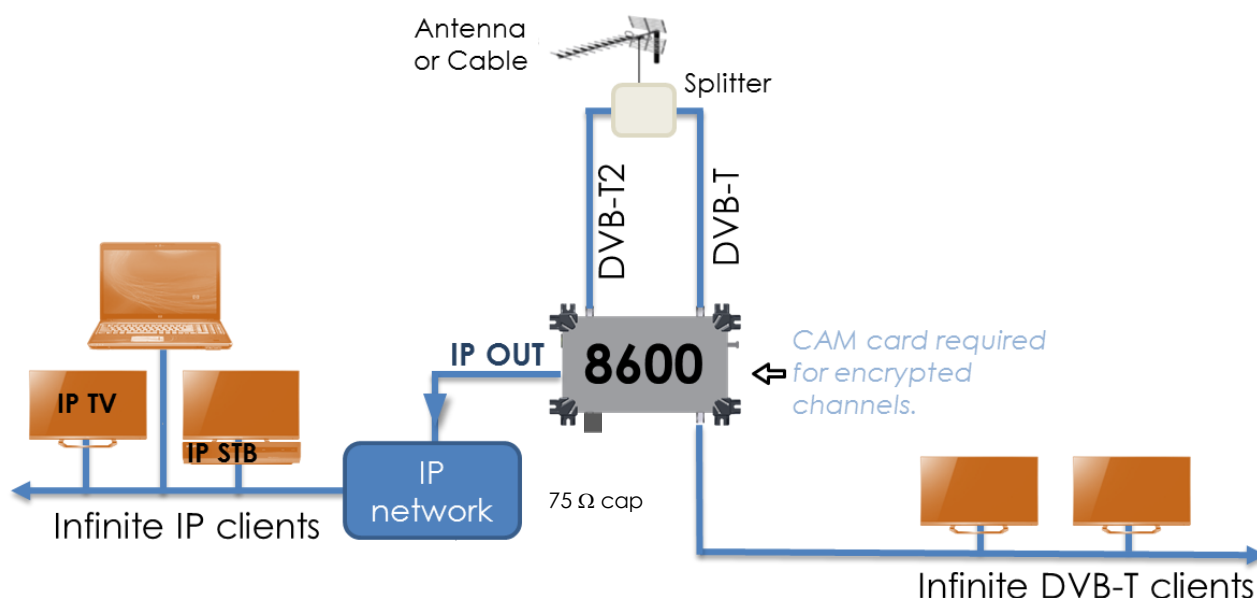 Antenna
or Cable
Splitter
DVB-T2
DVB-T
IP OUT
8600
CAM card required
for encrypted
channels.
IP TV
IP STB
IP
network
75 Ω cap
Infinite IP clients
Infinite DVB-T clients